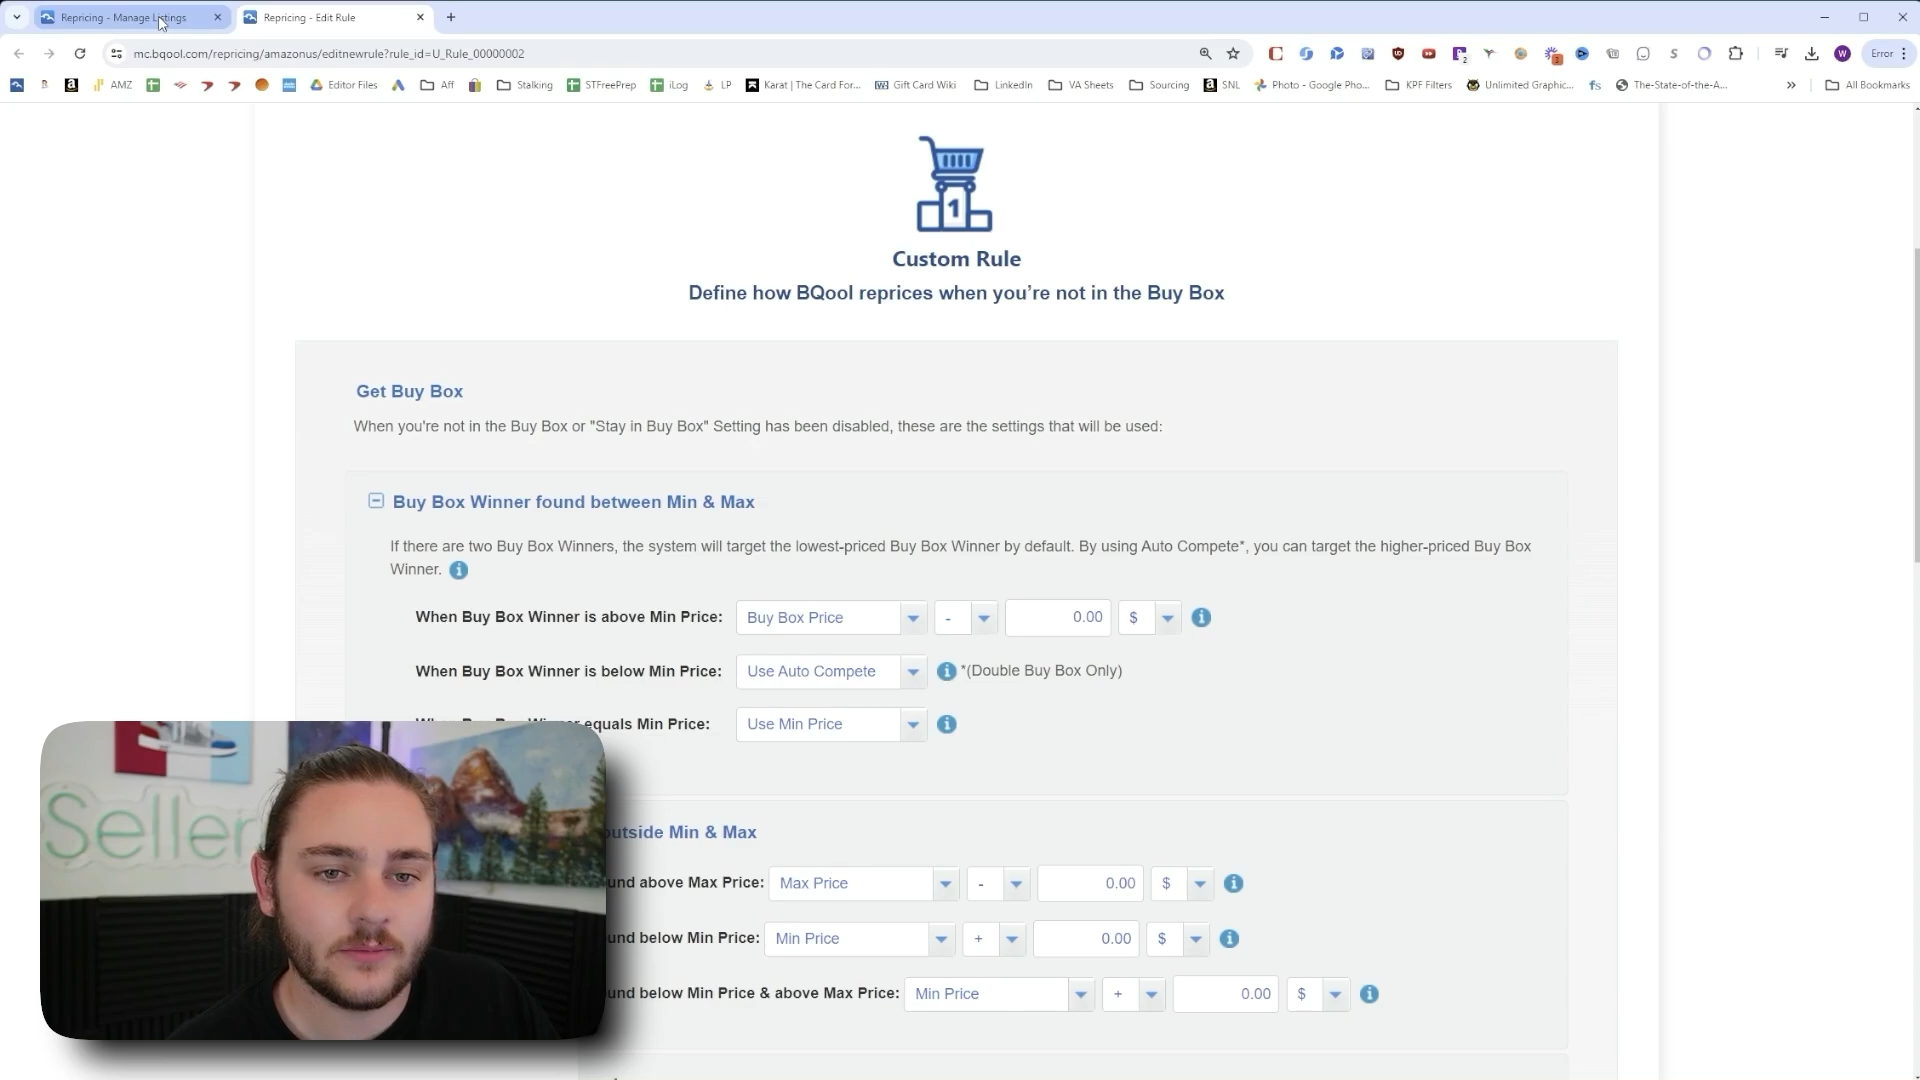 Repricing - Manage Listings
Repricing - Edit Rule
mc.bqool.com/repricing/amazonus/editnewrule?rule_id=U_Rule_00000002
Error
AMZ
Editor Files
Aff
Stalking
STFreePrep
iLog
LP
Karat | The Card For...
Gift Card Wiki
LinkedIn
VA Sheets
Sourcing
SNL
Photo - Google Pho...
KPF Filters
Unlimited Graphic...
fs
The-State-of-the-A...
All Bookmarks
1
Custom Rule
Define how BQool reprices when you’re not in the Buy Box
Get Buy Box
When you're not in the Buy Box or "Stay in Buy Box" Setting has been disabled, these are the settings that will be used:
Buy Box Winner found between Min & Max
If there are two Buy Box Winners, the system will target the lowest-priced Buy Box Winner by default. By using Auto Compete*, you can target the higher-priced Buy Box
Winner.
When Buy Box Winner is above Min Price: Buy Box Price - 0.00 $
When Buy Box Winner is below Min Price: Use Auto Compete *(Double Buy Box Only)
equals Min Price: Use Min Price
outside Min & Max
und above Max Price: Max Price - 0.00 $
und below Min Price: Min Price + 0.00 $
und below Min Price & above Max Price: Min Price + 0.00 $
Seller